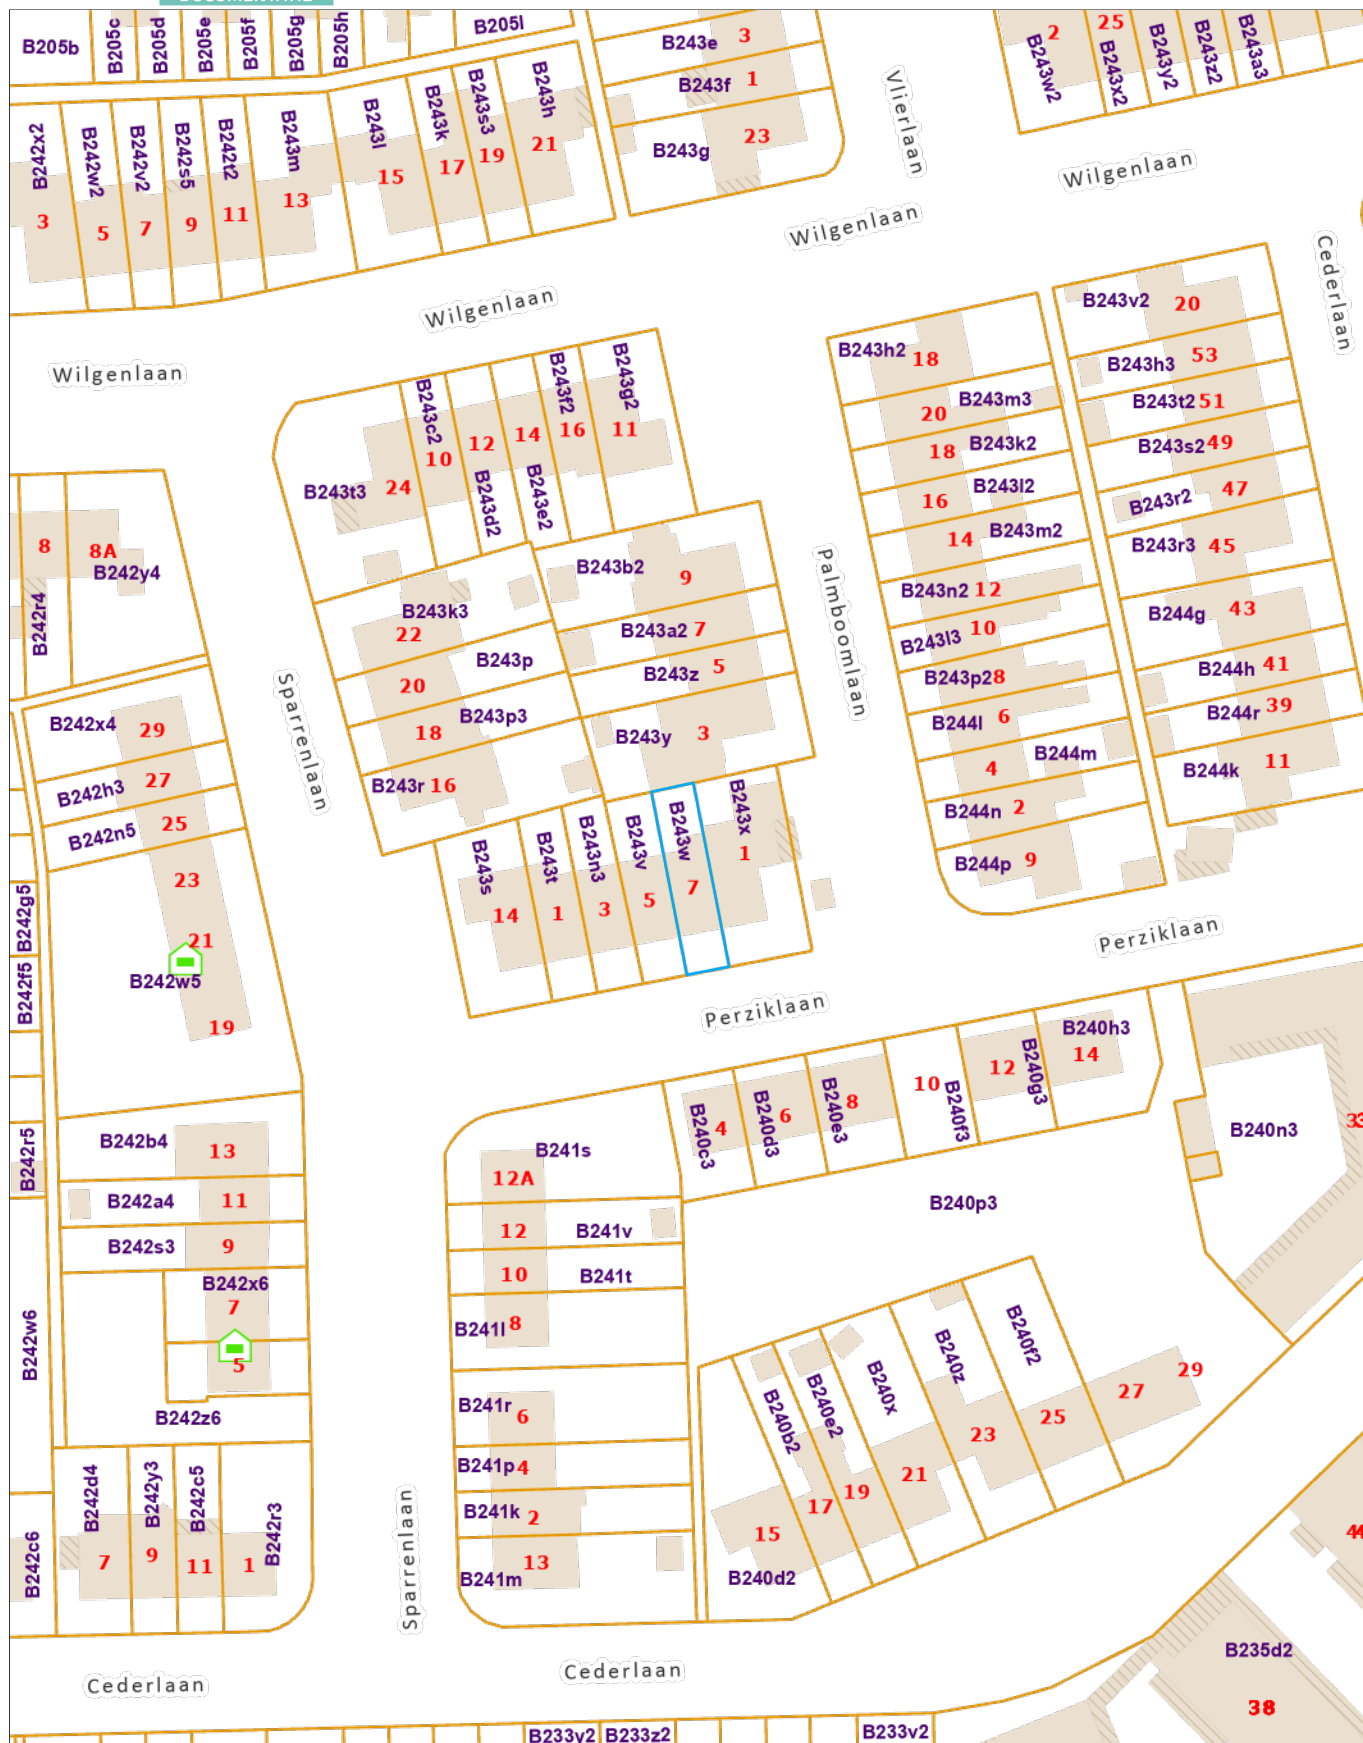 B205b
B205c
B205d
B205e
B205f
B205g
B205h
B205l
B243e
3
B243f
1
B243g
23
Vlierlaan
2
B243w2
25
B243x2
B243y2
B243z2
B243a3
B242x2
3
B242w2
5
B242v2
7
B242s5
9
B242t2
11
B243m
13
B243l
15
B243k
17
B243s3
19
B243h
21
Wilgenlaan
Wilgenlaan
Wilgenlaan
Wilgenlaan
Cederlaan
B243v2
20
B243h2
18
B243h3
53
B243m3
20
B243t2
51
B243k2
18
B243s2
49
B243l2
16
B243r2
47
B243m2
14
B243r3
45
B243n2
12
B244g
43
B243l3
10
B244h
41
B243p2
8
B244r
39
B244l
6
B244k
11
B244m
4
B244n
2
B244p
9
Palmboomlaan
B243t3
24
B243c2
10
12
B243d2
14
B243e2
B243f2
16
B243g2
11
B243b2
9
B243k3
22
B243a2
7
B243p
20
B243z
5
B243p3
18
B243y
3
B243r
16
8
8A
B242y4
B242r4
Sparrenlaan
B242x4
29
B242h3
27
B242n5
25
23
21
B242w5
19
B243s
14
B243t
1
B243n3
3
B243v
5
B243w
7
B243x
1
Perziklaan
Perziklaan
B242g5
B242f5
B242r5
B242b4
13
B242a4
11
B242s3
9
B242x6
7
5
B242z6
B242w6
B242c6
B242d4
7
B242y3
9
B242c5
11
B242r3
1
B240c3
4
B240d3
6
B240e3
8
10
B240f3
12
B240g3
B240h3
14
B240n3
33
B240p3
B241s
12A
B241v
12
B241t
10
B241l
8
B241r
6
B241p
4
B241k
2
B241m
13
B240b2
17
B240e2
19
B240x
21
B240z
23
B240f2
25
27
29
15
B240d2
44
Sparrenlaan
Cederlaan
Cederlaan
B235d2
38
B233y2
B233z2
B233v2